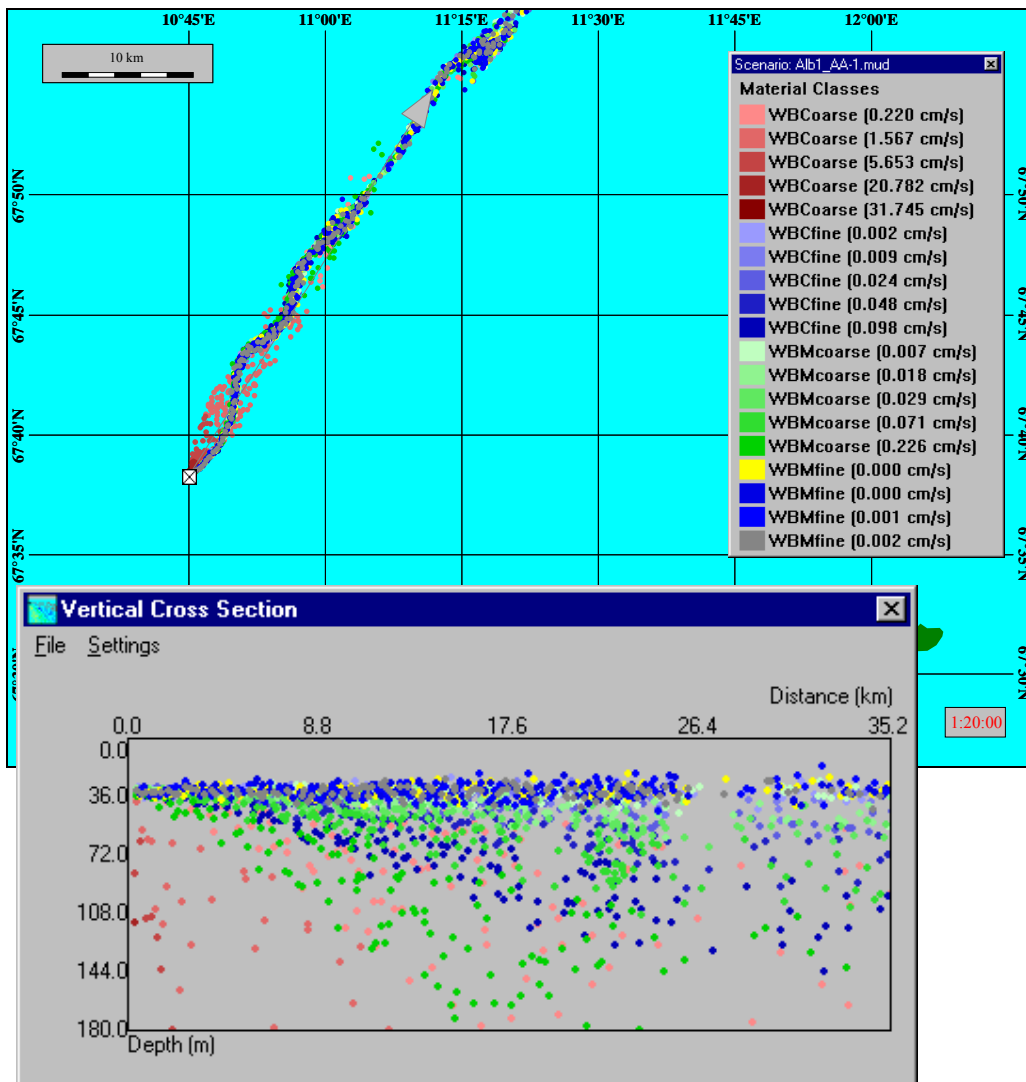 10°45'E 11°00'E 11°15'E 11°30'E 11°45'E 12°00'E
10 km
Scenario: Alb1_AA-1.mud
Material Classes
WBCoarse (0.220 cm/s)
WBCoarse (1.567 cm/s)
WBCoarse (5.653 cm/s)
WBCoarse (20.782 cm/s)
WBCoarse (31.745 cm/s)
WBCfine (0.002 cm/s)
WBCfine (0.009 cm/s)
WBCfine (0.024 cm/s)
WBCfine (0.048 cm/s)
WBCfine (0.098 cm/s)
WBMcoarse (0.007 cm/s)
WBMcoarse (0.018 cm/s)
WBMcoarse (0.029 cm/s)
WBMcoarse (0.071 cm/s)
WBMcoarse (0.226 cm/s)
WBMfine (0.000 cm/s)
WBMfine (0.000 cm/s)
WBMfine (0.001 cm/s)
WBMfine (0.002 cm/s)
67°50'N
67°45'N
67°40'N
67°40'N
67°35'N
67°30'N
1:20:00
Vertical Cross Section
File Settings
Distance (km)
0.0 8.8 17.6 26.4 35.2
0.0
36.0
72.0
108.0
144.0
180.0
Depth (m)